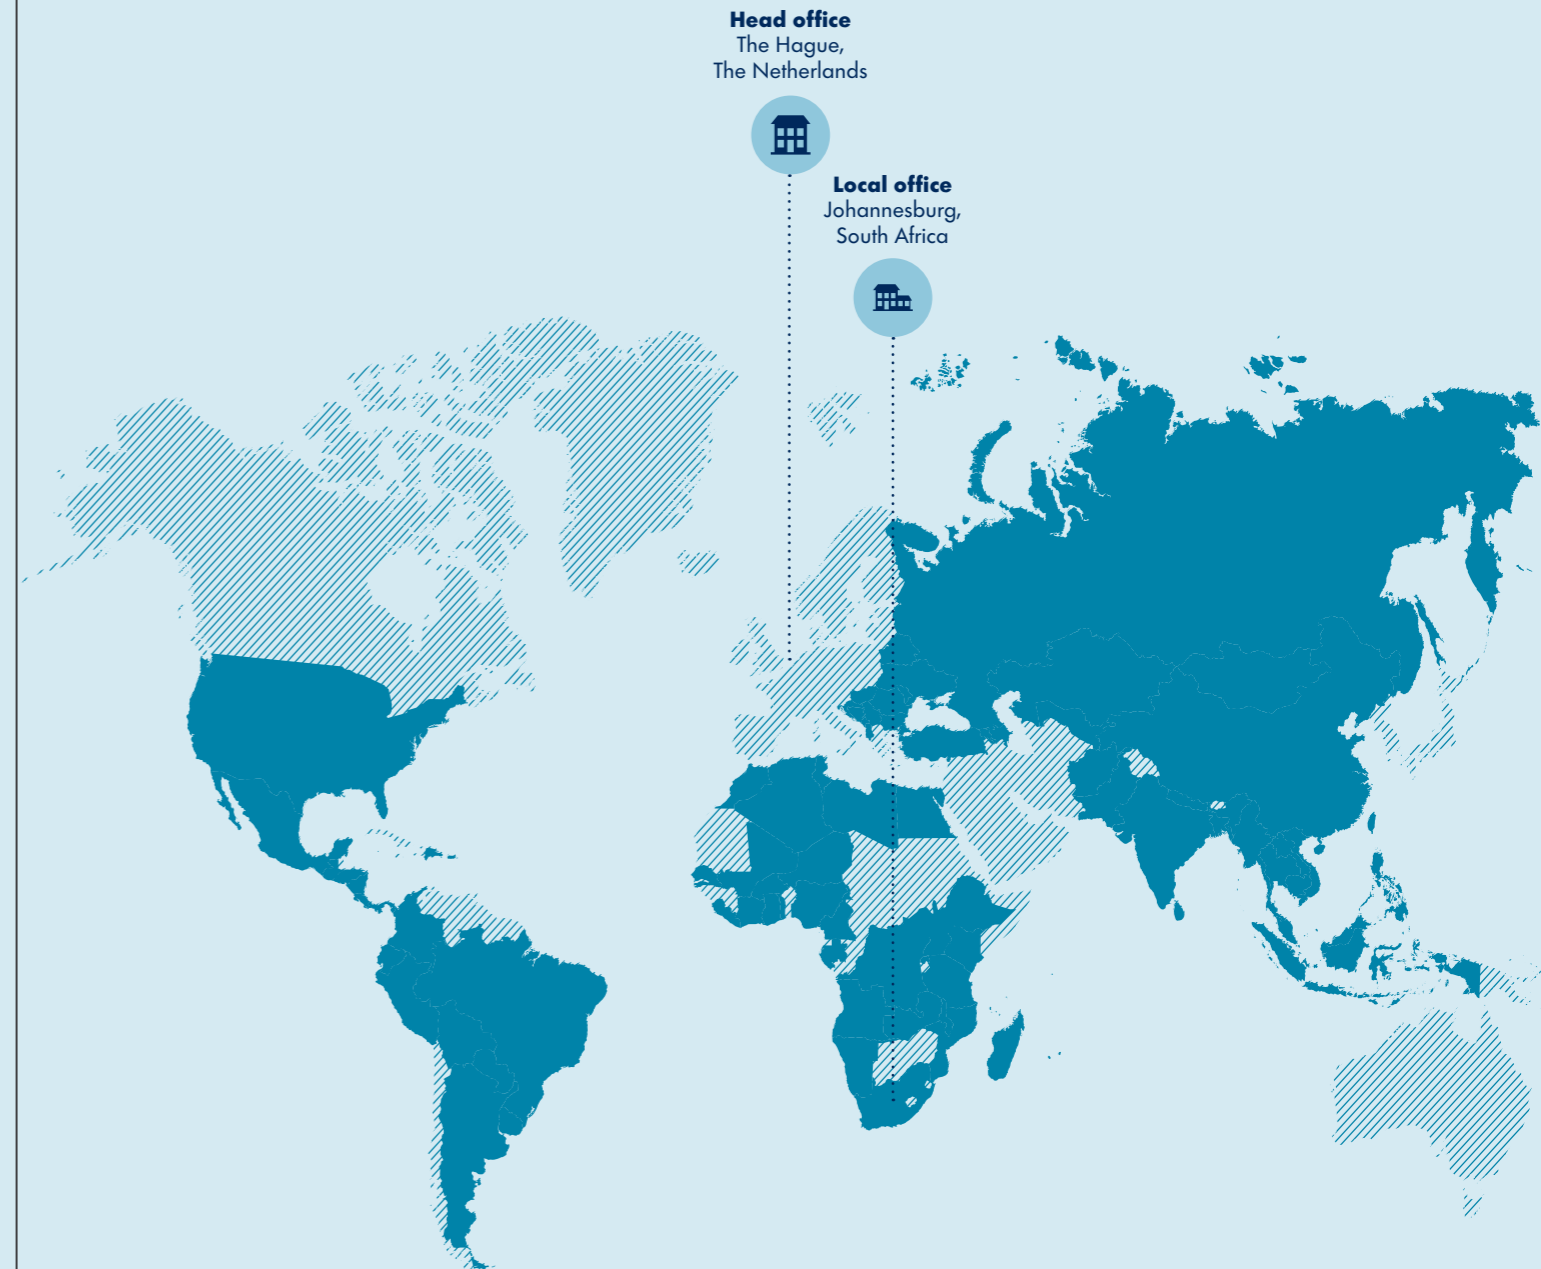 Head office
The Hague,
The Netherlands
Local office
Johannesburg,
South Africa